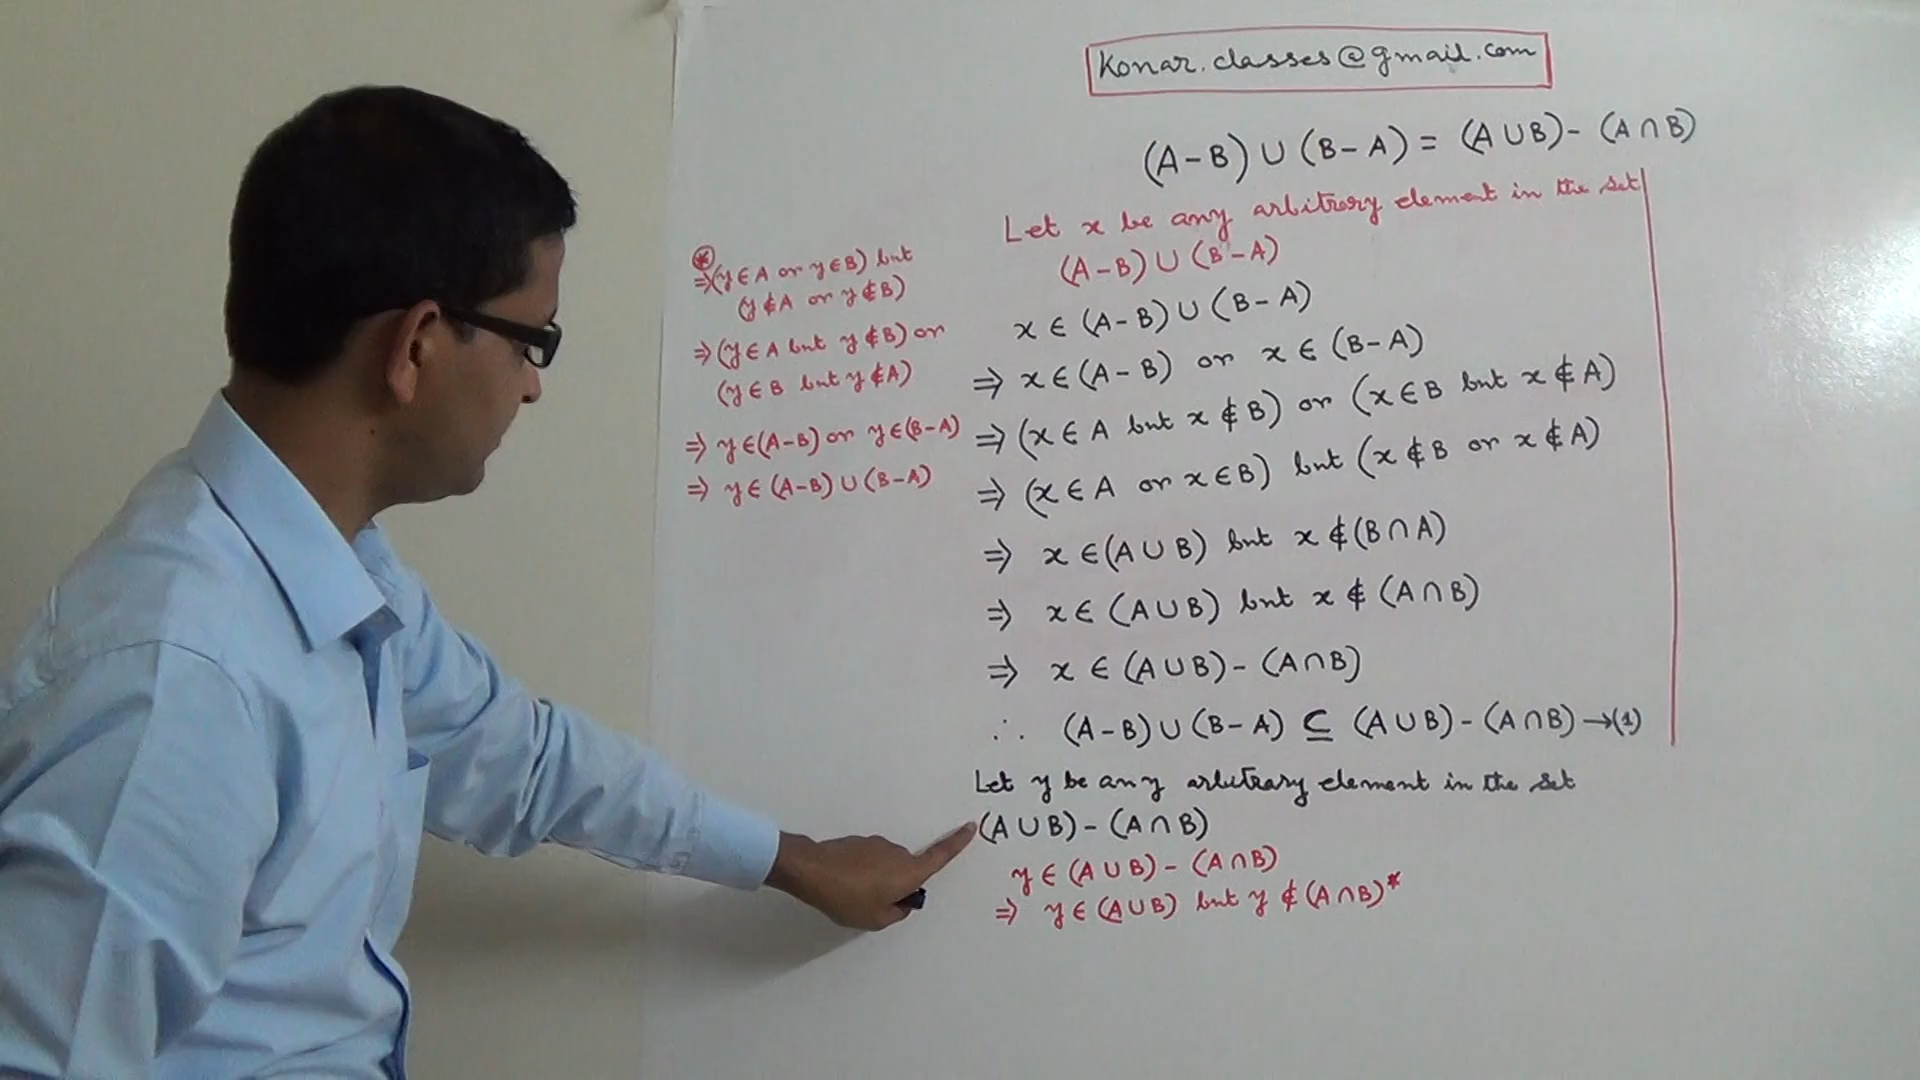 Konar.classes@gmail.com
(A-B) ∪ (B-A) = (A∪B) - (A∩B)
Let x be any arbitrary element in the set
(A-B) ∪ (B-A)
x ∈ (A-B) ∪ (B-A)
⇒ x ∈ (A-B) or x ∈ (B-A)
⇒ (x ∈ A but x ∉ B) or (x ∈ B but x ∉ A)
⇒ (x ∈ A or x ∈ B) but (x ∉ B or x ∉ A)
⇒ x ∈ (A∪B) but x ∉ (B∩A)
⇒ x ∈ (A∪B) but x ∉ (A∩B)
⇒ x ∈ (A∪B) - (A∩B)
∴ (A-B) ∪ (B-A) ⊆ (A∪B) - (A∩B) →(1)
Let y be any arbitrary element in the set
(A∪B) - (A∩B)
y ∈ (A∪B) - (A∩B)
⇒ y ∈ (A∪B) but y ∉ (A∩B)*
*
⇒ (y ∈ A or y ∈ B) but
(y ∉ A or y ∉ B)
⇒ (y ∈ A but y ∉ B) or
(y ∈ B but y ∉ A)
⇒ y ∈ (A-B) or y ∈ (B-A)
⇒ y ∈ (A-B) ∪ (B-A)